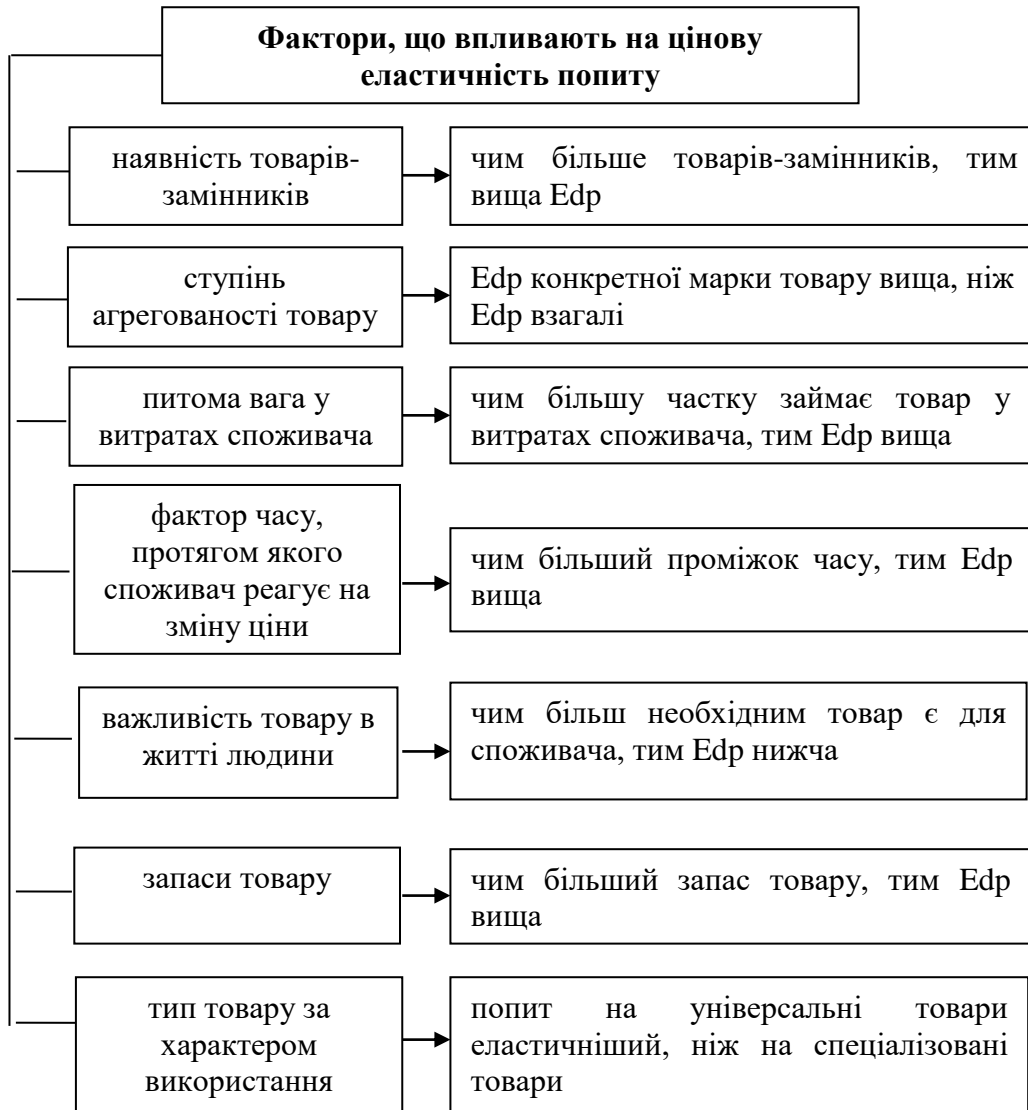 Фактори, що впливають на цінову
еластичність попиту
наявність товарів-
замінників
чим більше товарів-замінників, тим
вища Edp
ступінь
агрегованості товару
Edp конкретної марки товару вища, ніж
Edp взагалі
питома вага у
витратах споживача
чим більшу частку займає товар у
витратах споживача, тим Edp вища
фактор часу,
протягом якого
споживач реагує на
зміну ціни
чим більший проміжок часу, тим Edp
вища
важливість товару в
житті людини
чим більш необхідним товар є для
споживача, тим Edp нижча
запаси товару
чим більший запас товару, тим Edp
вища
тип товару за
характером
використання
попит на універсальні товари
еластичніший, ніж на спеціалізовані
товари